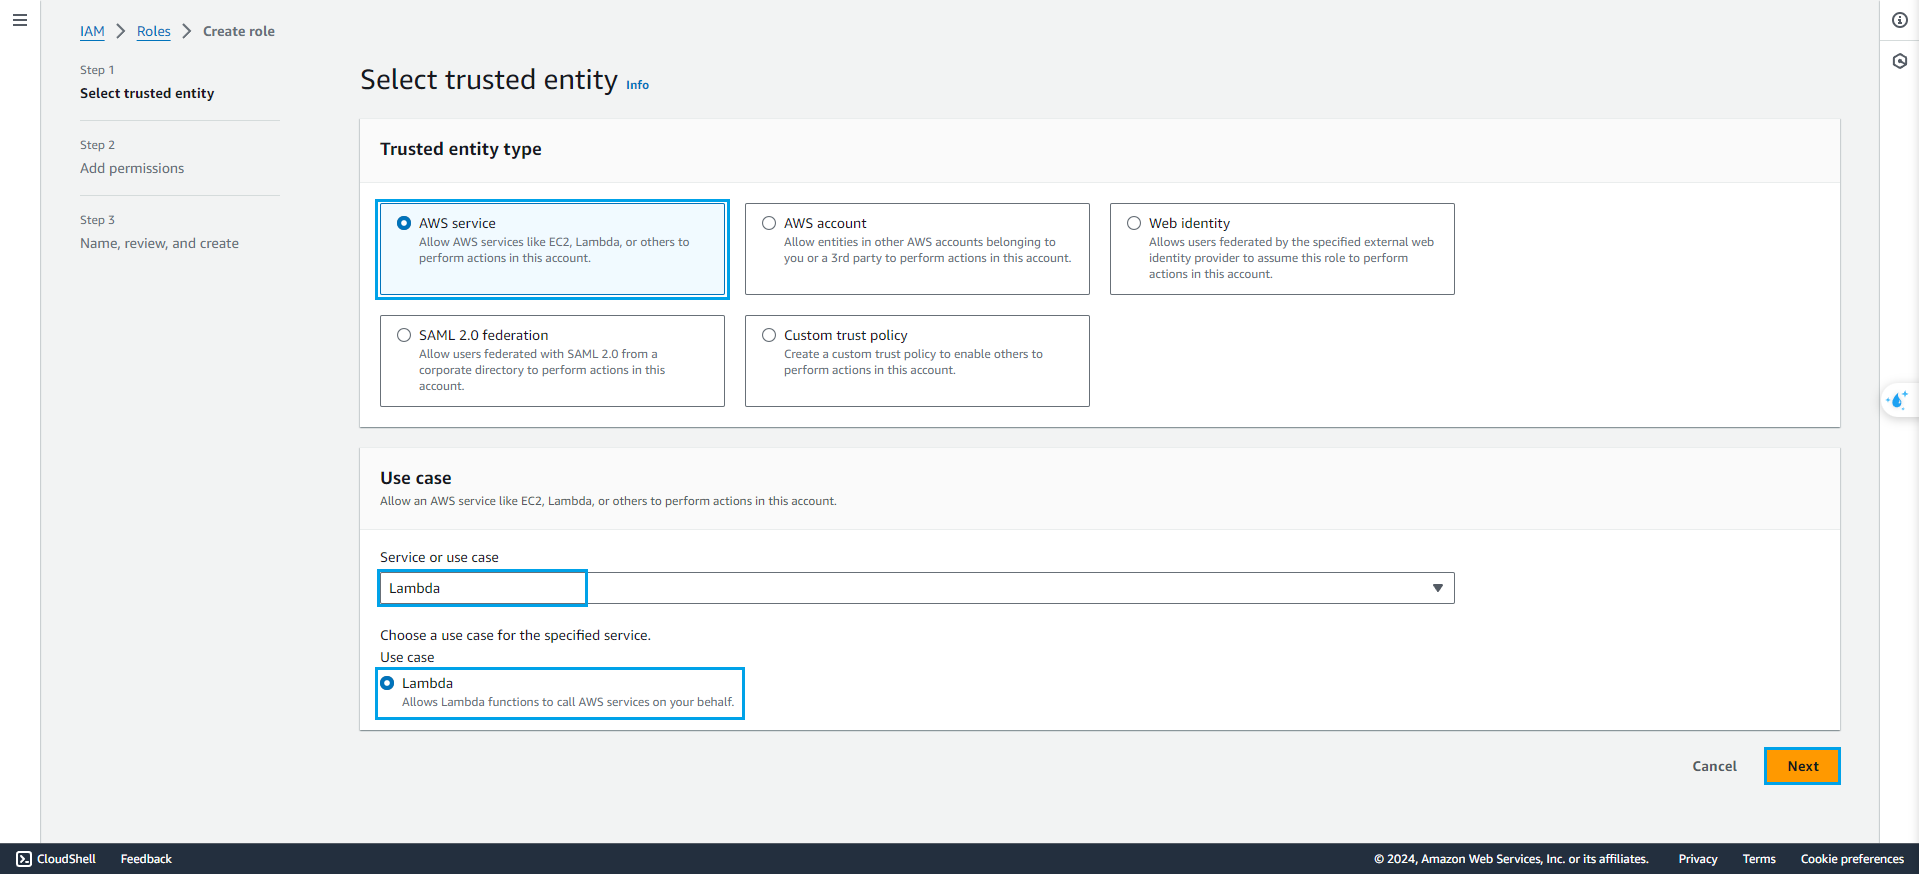 IAM > Roles > Create role
Step 1
Select trusted entity
Step 2
Add permissions
Step 3
Name, review, and create
Select trusted entity Info
Trusted entity type
AWS service
Allow AWS services like EC2, Lambda, or others to
perform actions in this account.
AWS account
Allow entities in other AWS accounts belonging to
you or a 3rd party to perform actions in this account.
Web identity
Allows users federated by the specified external web
identity provider to assume this role to perform
actions in this account.
SAML 2.0 federation
Allow users federated with SAML 2.0 from a
corporate directory to perform actions in this
account.
Custom trust policy
Create a custom trust policy to enable others to
perform actions in this account.
Use case
Allow an AWS service like EC2, Lambda, or others to perform actions in this account.
Service or use case
Lambda
Choose a use case for the specified service.
Use case
Lambda
Allows Lambda functions to call AWS services on your behalf.
Cancel Next
CloudShell Feedback © 2024, Amazon Web Services, Inc. or its affiliates. Privacy Terms Cookie preferences